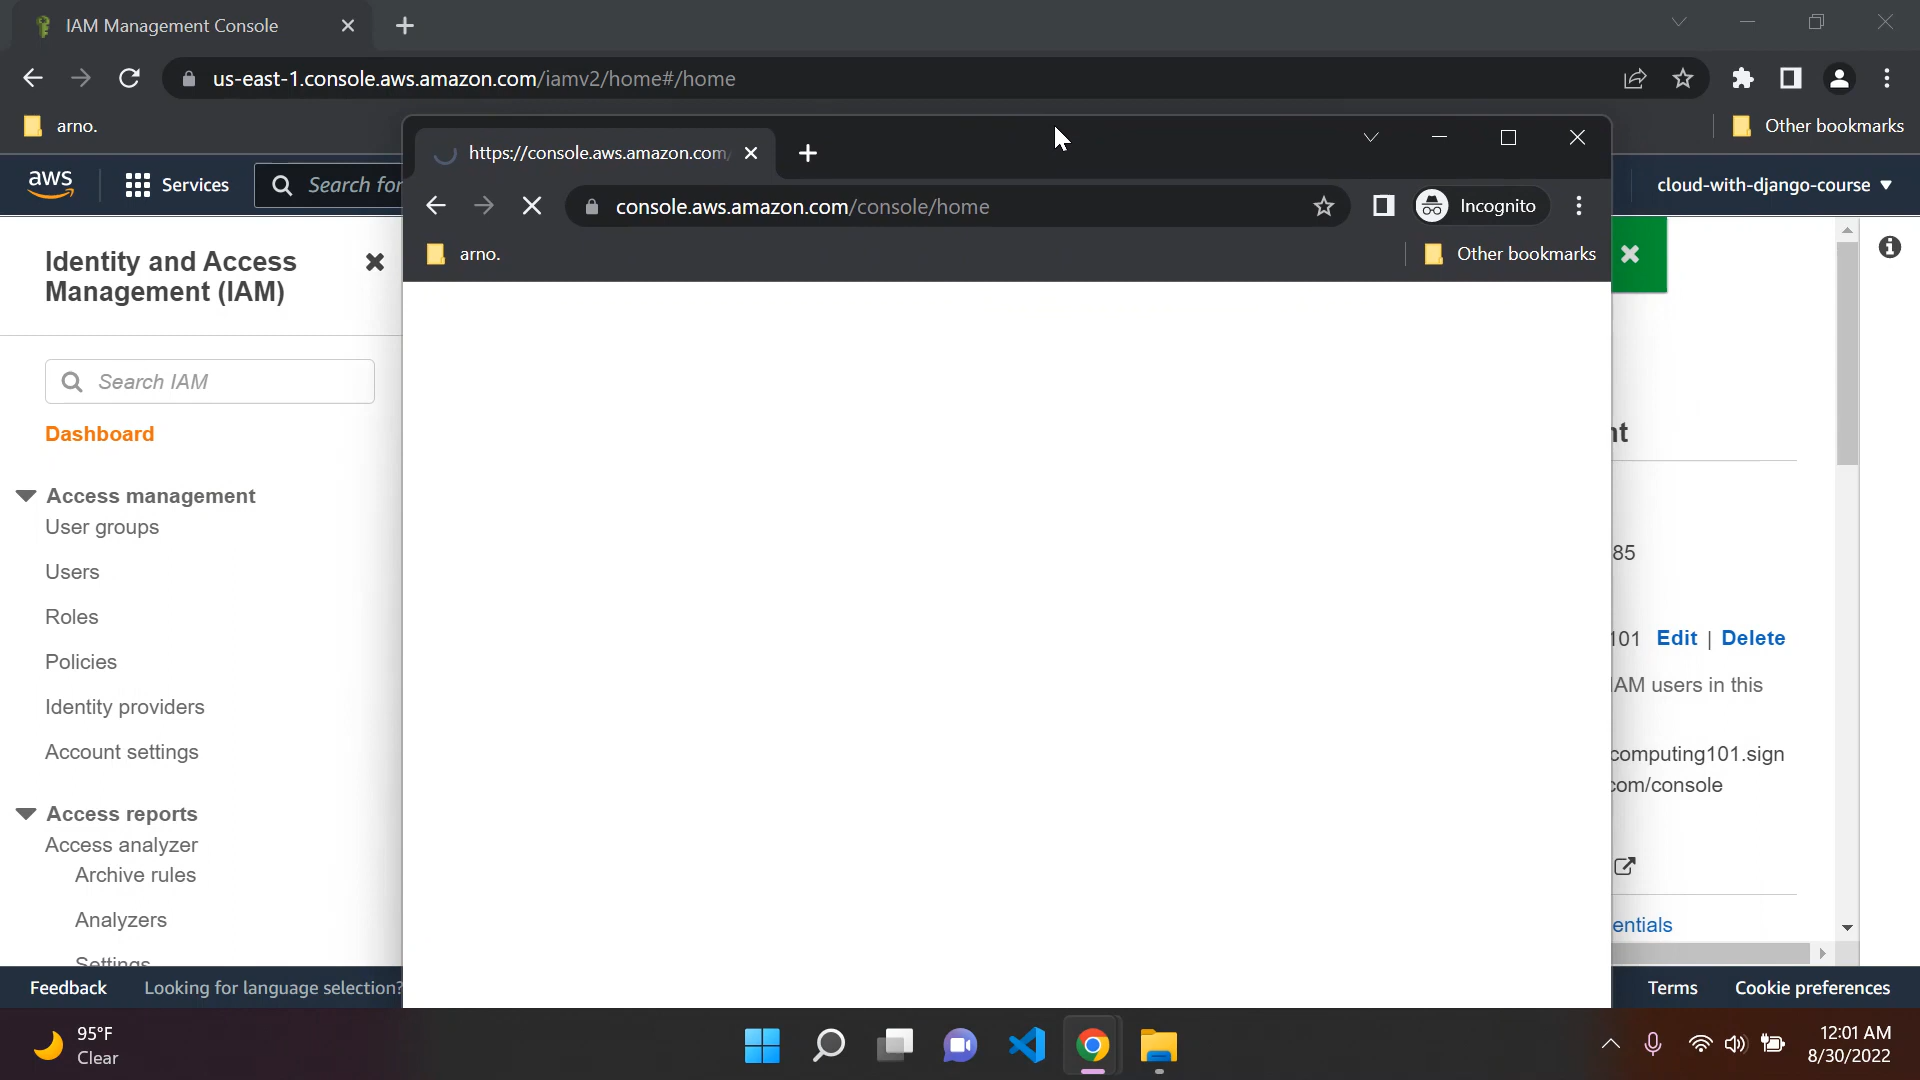 IAM Management Console
us-east-1.console.aws.amazon.com/iamv2/home#/home
arno.
Other bookmarks
aws
Services
Search for
cloud-with-django-course
https://console.aws.amazon.com/
console.aws.amazon.com/console/home
Incognito
arno.
Other bookmarks
Identity and Access
Management (IAM)
Search IAM
Dashboard
Access management
User groups
Users
Roles
Policies
Identity providers
Account settings
Access reports
Access analyzer
Archive rules
Analyzers
Settings
nt
85
101 Edit | Delete
IAM users in this
computing101.sign
com/console
entials
Feedback
Looking for language selection?
Terms
Cookie preferences
95°F
Clear
12:01 AM
8/30/2022